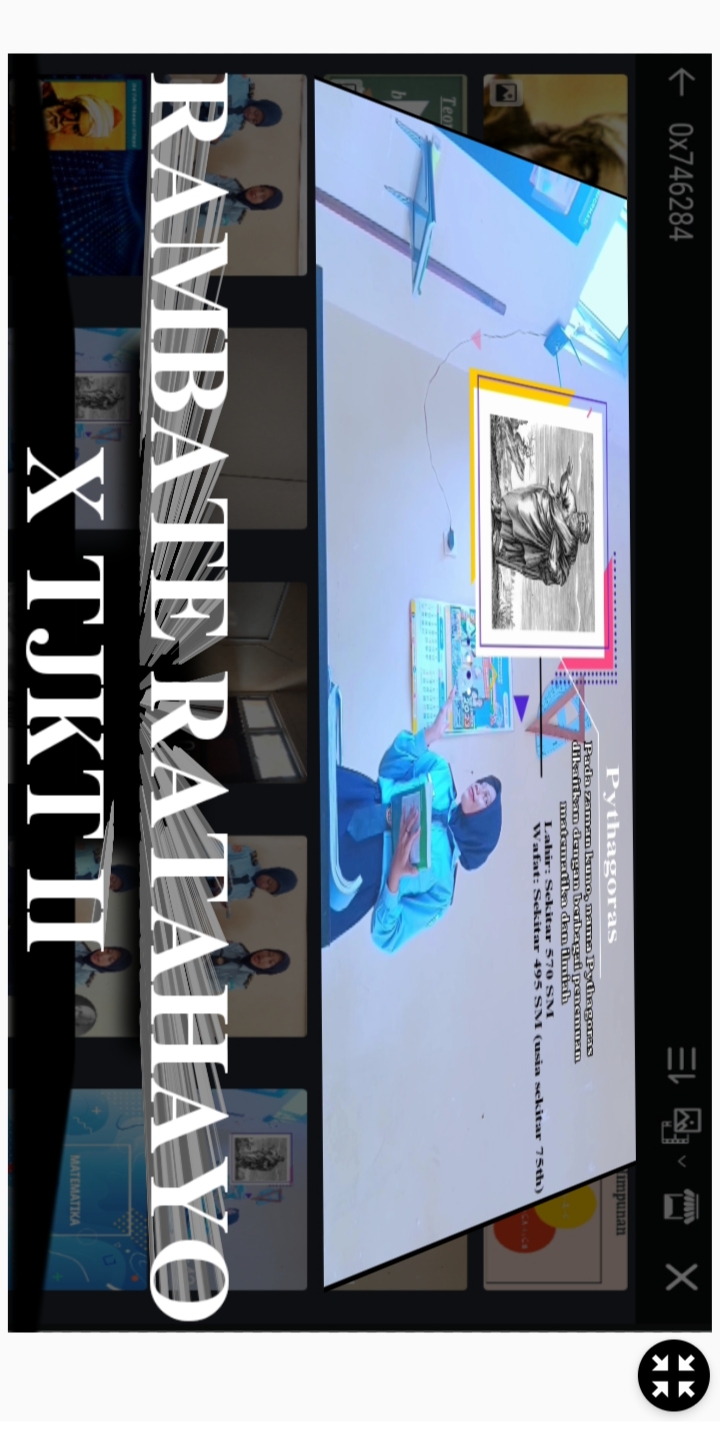 0x746284
Pythagoras
Pada zaman kuno, nama Pythagoras
dikaitkan dengan berbagai penemuan
matematika dan ilmiah
Lahir: Sekitar 570 SM
Wafat: Sekitar 495 SM (usia sekitar 75th)
2023
RAMBATE RATAHAYO
X TJKT II
MATEMATIKA